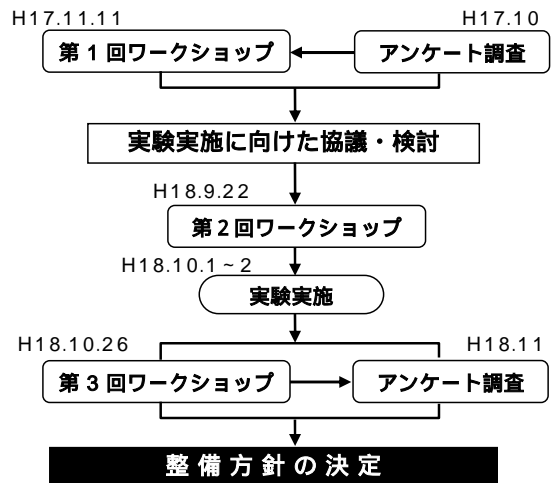 H17.11.11
H17.10
第1回ワークショップ
アンケート調査
実験実施に向けた協議・検討
H18.9.22
第2回ワークショップ
H18.10.1~2
実験実施
H18.10.26
H18.11
第3回ワークショップ
アンケート調査
整備方針の決定